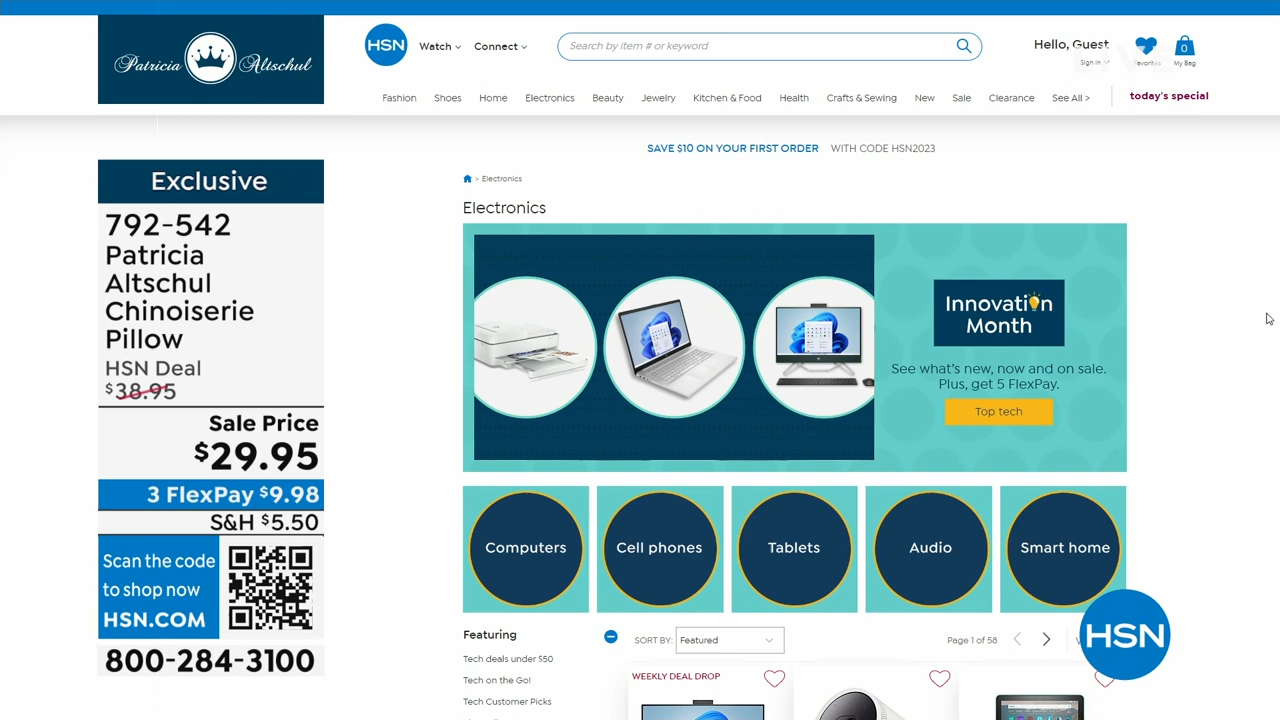 Patricia Altschul
Exclusive
792-542
Patricia
Altschul
Chinoiserie
Pillow
HSN Deal
$38.95
Sale Price
$29.95
3 FlexPay $9.98
S&H $5.50
Scan the code
to shop now
HSN.COM
800-284-3100
HSN
Watch
Connect
Search by item # or keyword
Hello, Guest
Sign In
Favorites
0
My Bag
Fashion Shoes Home Electronics Beauty Jewelry Kitchen & Food Health Crafts & Sewing New Sale Clearance See All > today's special
SAVE $10 ON YOUR FIRST ORDER WITH CODE HSN2023
> Electronics
Electronics
Innovation
Month
See what's new, now and on sale.
Plus, get 5 FlexPay.
Top tech
Computers Cell phones Tablets Audio Smart home
Featuring
Tech deals under $50
Tech on the Go!
Tech Customer Picks
SORT BY: Featured
Page 1 of 58
WEEKLY DEAL DROP
HSN